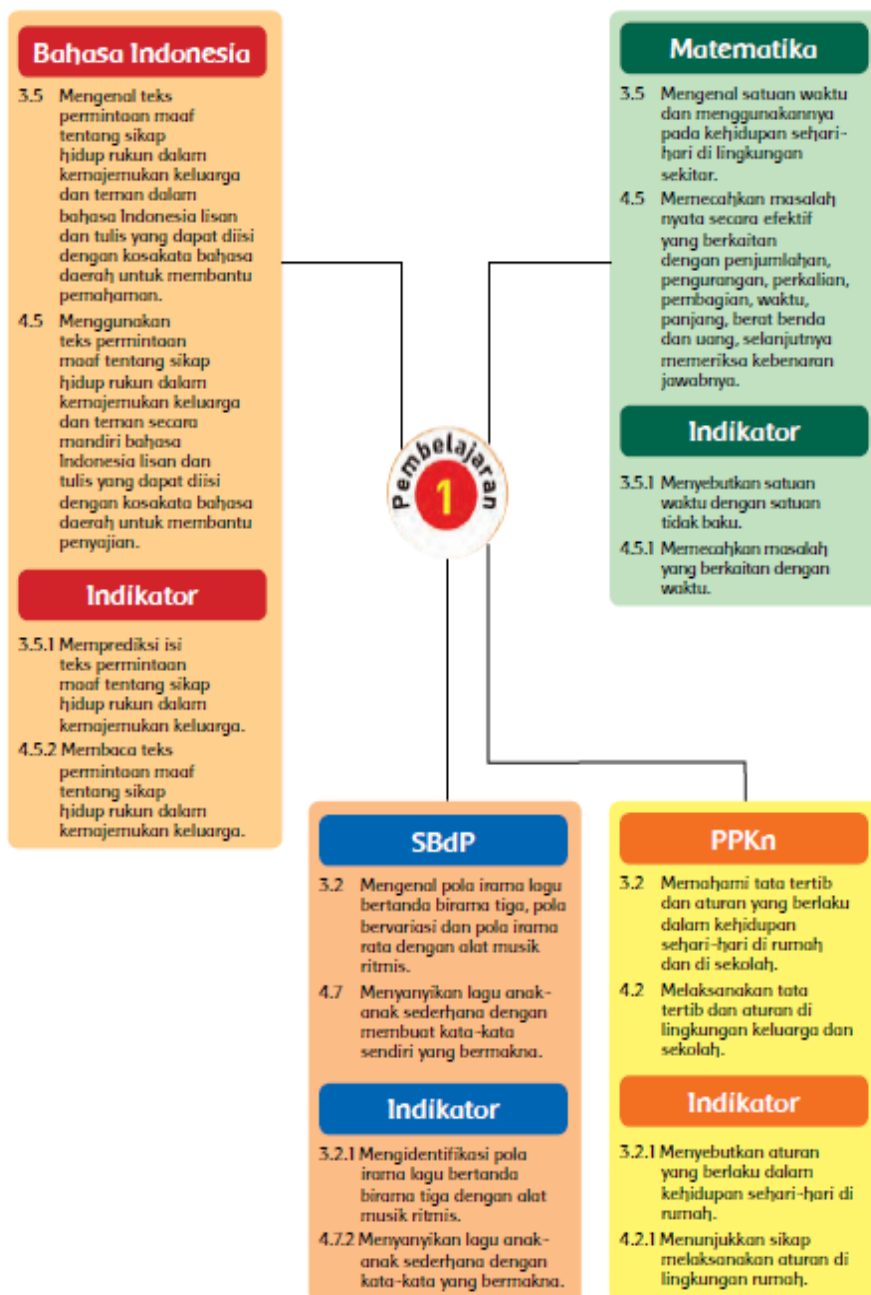 Bahasa Indonesia
3.5 Mengenal teks
permintaan maaf
tentang sikap
hidup rukun dalam
kemajemukan keluarga
dan teman dalam
bahasa Indonesia lisan
dan tulis yang dapat diisi
dengan kosakata bahasa
daerah untuk membantu
pemahaman.
4.5 Menggunakan
teks permintaan
maaf tentang sikap
hidup rukun dalam
kemajemukan keluarga
dan teman secara
mandiri bahasa
Indonesia lisan dan
tulis yang dapat diisi
dengan kosakata bahasa
daerah untuk membantu
penyajian.
Indikator
3.5.1 Memprediksi isi
teks permintaan
maaf tentang sikap
hidup rukun dalam
kemajemukan keluarga.
4.5.2 Membaca teks
permintaan maaf
tentang sikap
hidup rukun dalam
kemajemukan keluarga.
Matematika
3.5 Mengenal satuan waktu
dan menggunakannya
pada kehidupan sehari-
hari di lingkungan
sekitar.
4.5 Memecahkan masalah
nyata secara efektif
yang berkaitan
dengan penjumlahan,
pengurangan, perkalian,
pembagian, waktu,
panjang, berat benda
dan uang, selanjutnya
memeriksa kebenaran
jawabnya.
Indikator
3.5.1 Menyebutkan satuan
waktu dengan satuan
tidak baku.
4.5.1 Memecahkan masalah
yang berkaitan dengan
waktu.
Pembelajaran
1
SBdP
3.2 Mengenal pola irama lagu
bertanda birama tiga, pola
bervariasi dan pola irama
rata dengan alat musik
ritmis.
4.7 Menyanyikan lagu anak-
anak sederhana dengan
membuat kata-kata
sendiri yang bermakna.
Indikator
3.2.1 Mengidentifikasi pola
irama lagu bertanda
birama tiga dengan alat
musik ritmis.
4.7.2 Menyanyikan lagu anak-
anak sederhana dengan
kata-kata yang bermakna.
PPKn
3.2 Memahami tata tertib
dan aturan yang berlaku
dalam kehidupan
sehari-hari di rumah
dan di sekolah.
4.2 Melaksanakan tata
tertib dan aturan di
lingkungan keluarga dan
sekolah.
Indikator
3.2.1 Menyebutkan aturan
yang berlaku dalam
kehidupan sehari-hari di
rumah.
4.2.1 Menunjukkan sikap
melaksanakan aturan di
lingkungan rumah.